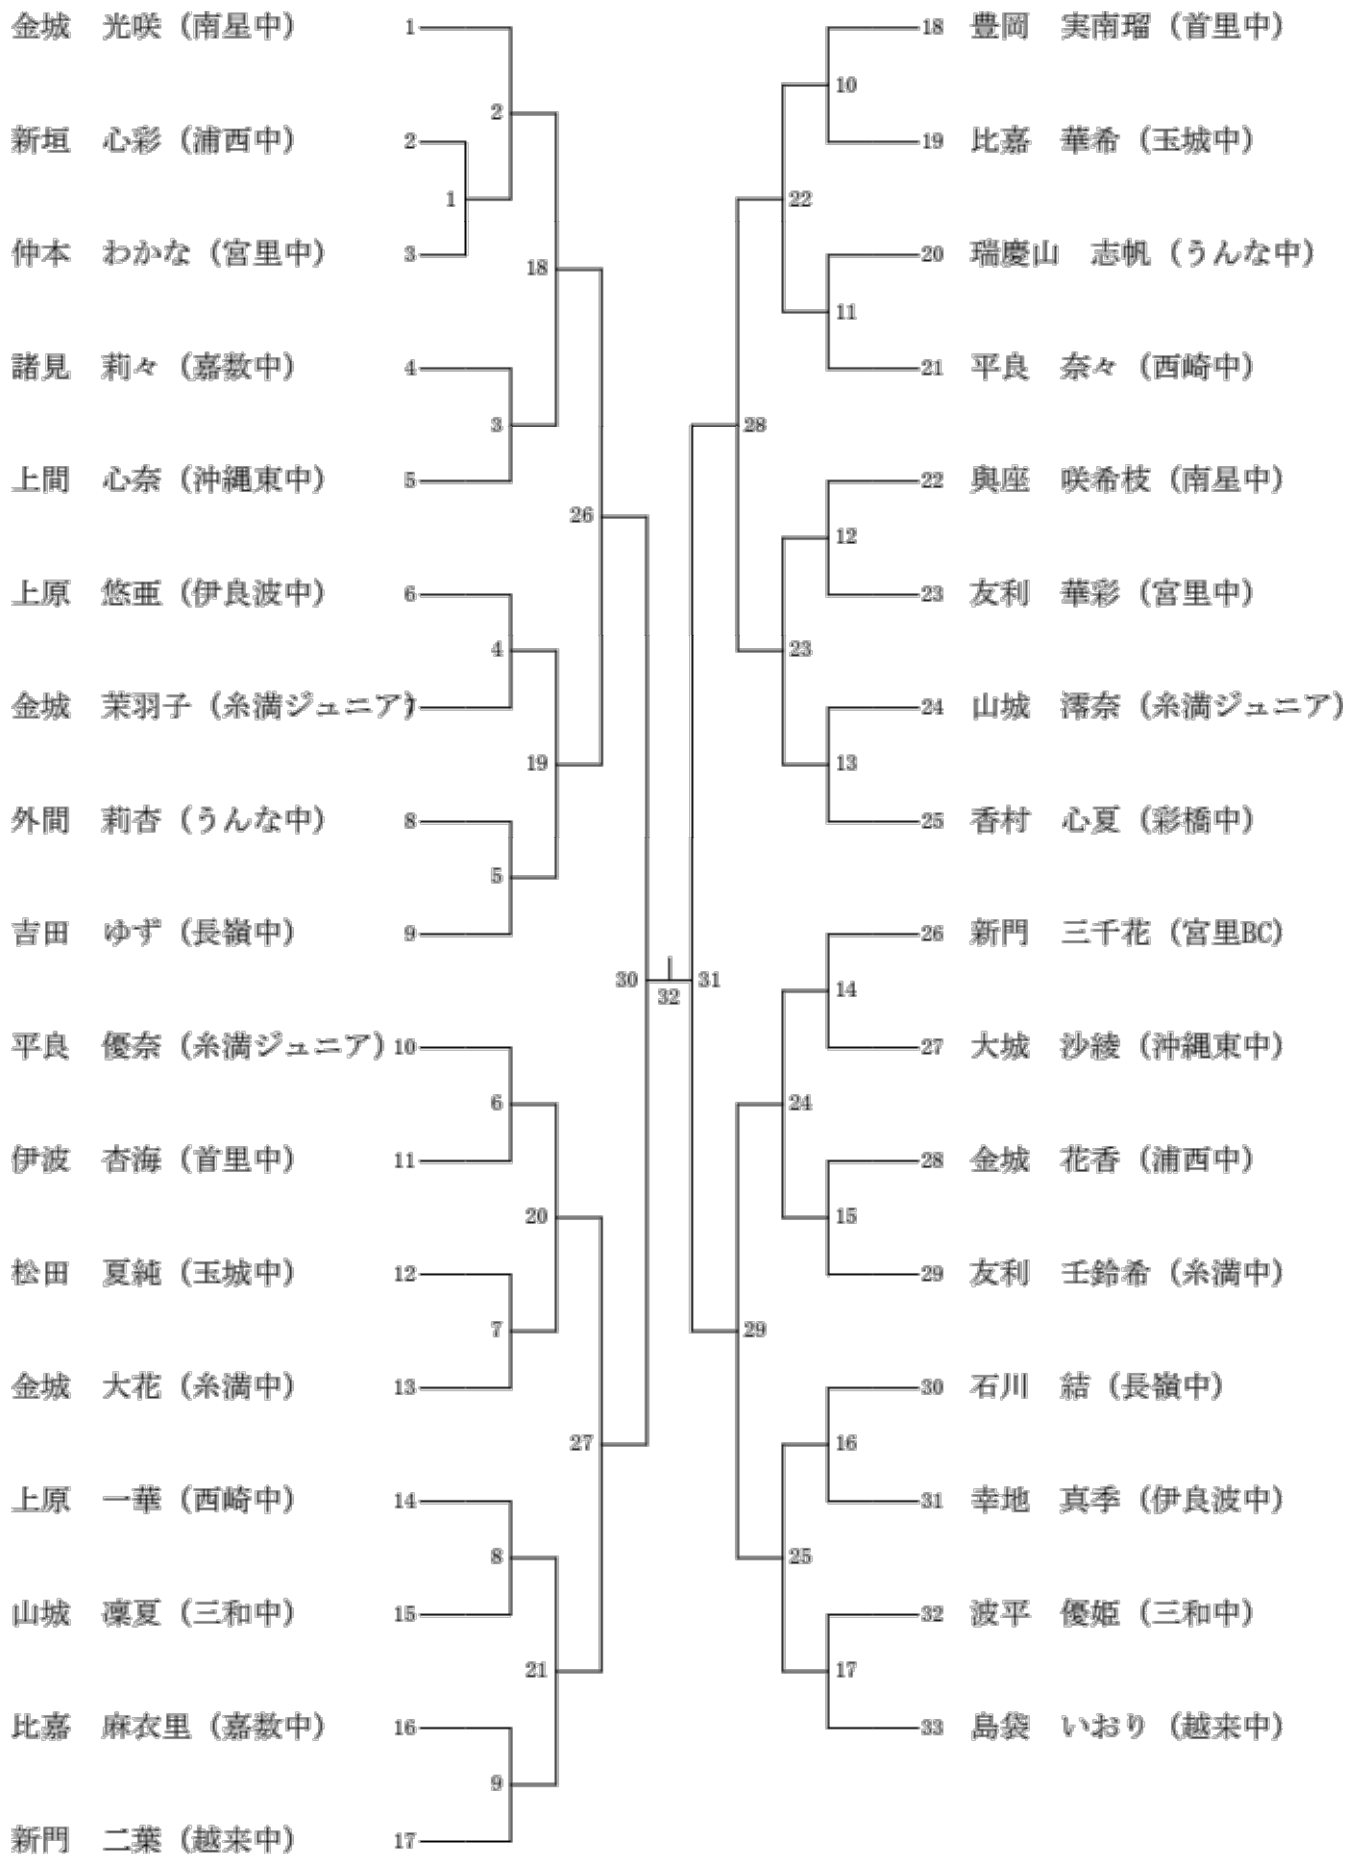 金城　光咲（南星中） 1
2
新垣　心彩（浦西中） 2
1
仲本　わかな（宮里中） 3
18
諸見　莉々（嘉数中） 4
3
上間　心奈（沖縄東中） 5
26
上原　悠亜（伊良波中） 6
4
金城　茉羽子（糸満ジュニア）
19
外間　莉杏（うんな中） 8
5
吉田　ゆず（長嶺中） 9
30
平良　優奈（糸満ジュニア） 10
6
伊波　杏海（首里中） 11
20
松田　夏純（玉城中） 12
7
金城　大花（糸満中） 13
27
上原　一華（西崎中） 14
8
山城　凜夏（三和中） 15
21
比嘉　麻衣里（嘉数中） 16
9
新門　二葉（越来中） 17
32
18 豊岡　実南瑠（首里中）
10
19 比嘉　華希（玉城中）
22
20 瑞慶山　志帆（うんな中）
11
21 平良　奈々（西崎中）
28
22 與座　咲希枝（南星中）
12
23 友利　華彩（宮里中）
23
24 山城　澪奈（糸満ジュニア）
13
25 香村　心夏（彩橋中）
26 新門　三千花（宮里BC）
31
14
27 大城　沙綾（沖縄東中）
24
28 金城　花香（浦西中）
15
29 友利　壬鈴希（糸満中）
29
30 石川　結（長嶺中）
16
31 幸地　真季（伊良波中）
25
32 波平　優姫（三和中）
17
33 島袋　いおり（越来中）